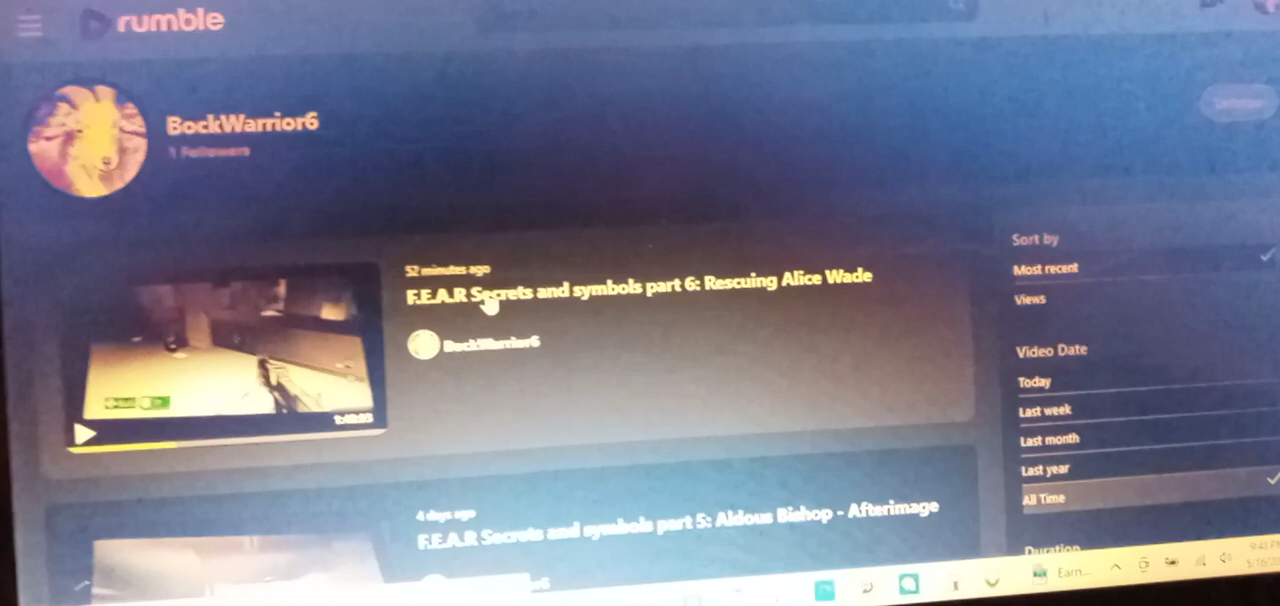 rumble
BockWarrior6
1 Followers
52 minutes ago
F.E.A.R Secrets and symbols part 6: Rescuing Alice Wade
BockWarrior6
4 days ago
F.E.A.R Secrets and symbols part 5: Aldous Bishop - Afterimage
Sort by
Most recent
Views
Video Date
Today
Last week
Last month
Last year
All Time
Duration
Earn...